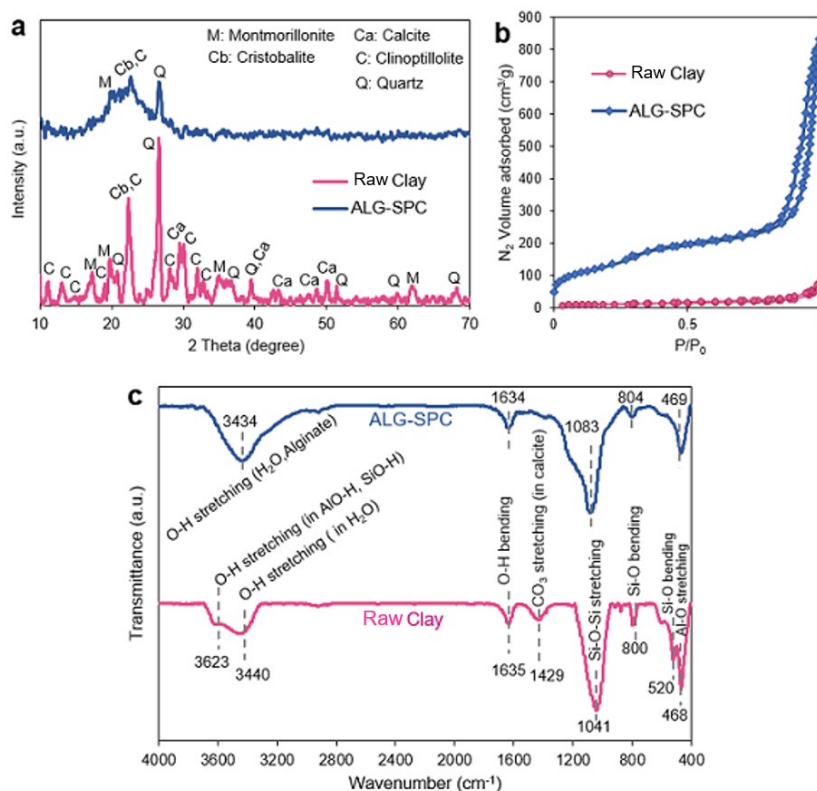 a
M: Montmorillonite Ca: Calcite
Cb: Cristobalite C: Clinoptillolite
Q: Quartz
M
Cb,C
Q
Raw Clay
ALG-SPC
C
C
C
M
C
M
Q
Cb,C
Q
C
Ca
C
C
M
Q
Q,Ca
Ca
Ca
Ca
Q
Q
M
Q
Intensity (a.u.)
10 20 30 40 50 60 70
2 Theta (degree)
b
900
800
700
600
500
400
300
200
100
0
Raw Clay
ALG-SPC
N₂ Volume adsorbed (cm³/g)
0 0.5
P/P₀
c
3434
ALG-SPC
1634
1083
804
469
O-H stretching (H₂O,Alginate)
O-H stretching (in AlO-H, SiO-H)
O-H stretching ( in H₂O)
O-H bending
CO₃ stretching (in calcite)
Si-O-Si stretching
Si-O bending
Si-O bending
Al-O stretching
Raw Clay
3623
3440
1635
1429
1041
800
520
468
Transmittance (a.u.)
4000 3600 3200 2800 2400 2000 1600 1200 800 400
Wavenumber (cm⁻¹)